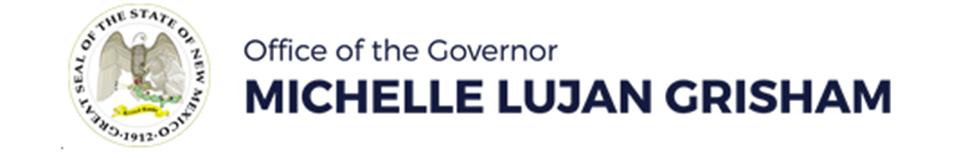 GREAT SEAL OF THE STATE OF NEW MEXICO
·1912·
Office of the Governor
MICHELLE LUJAN GRISHAM